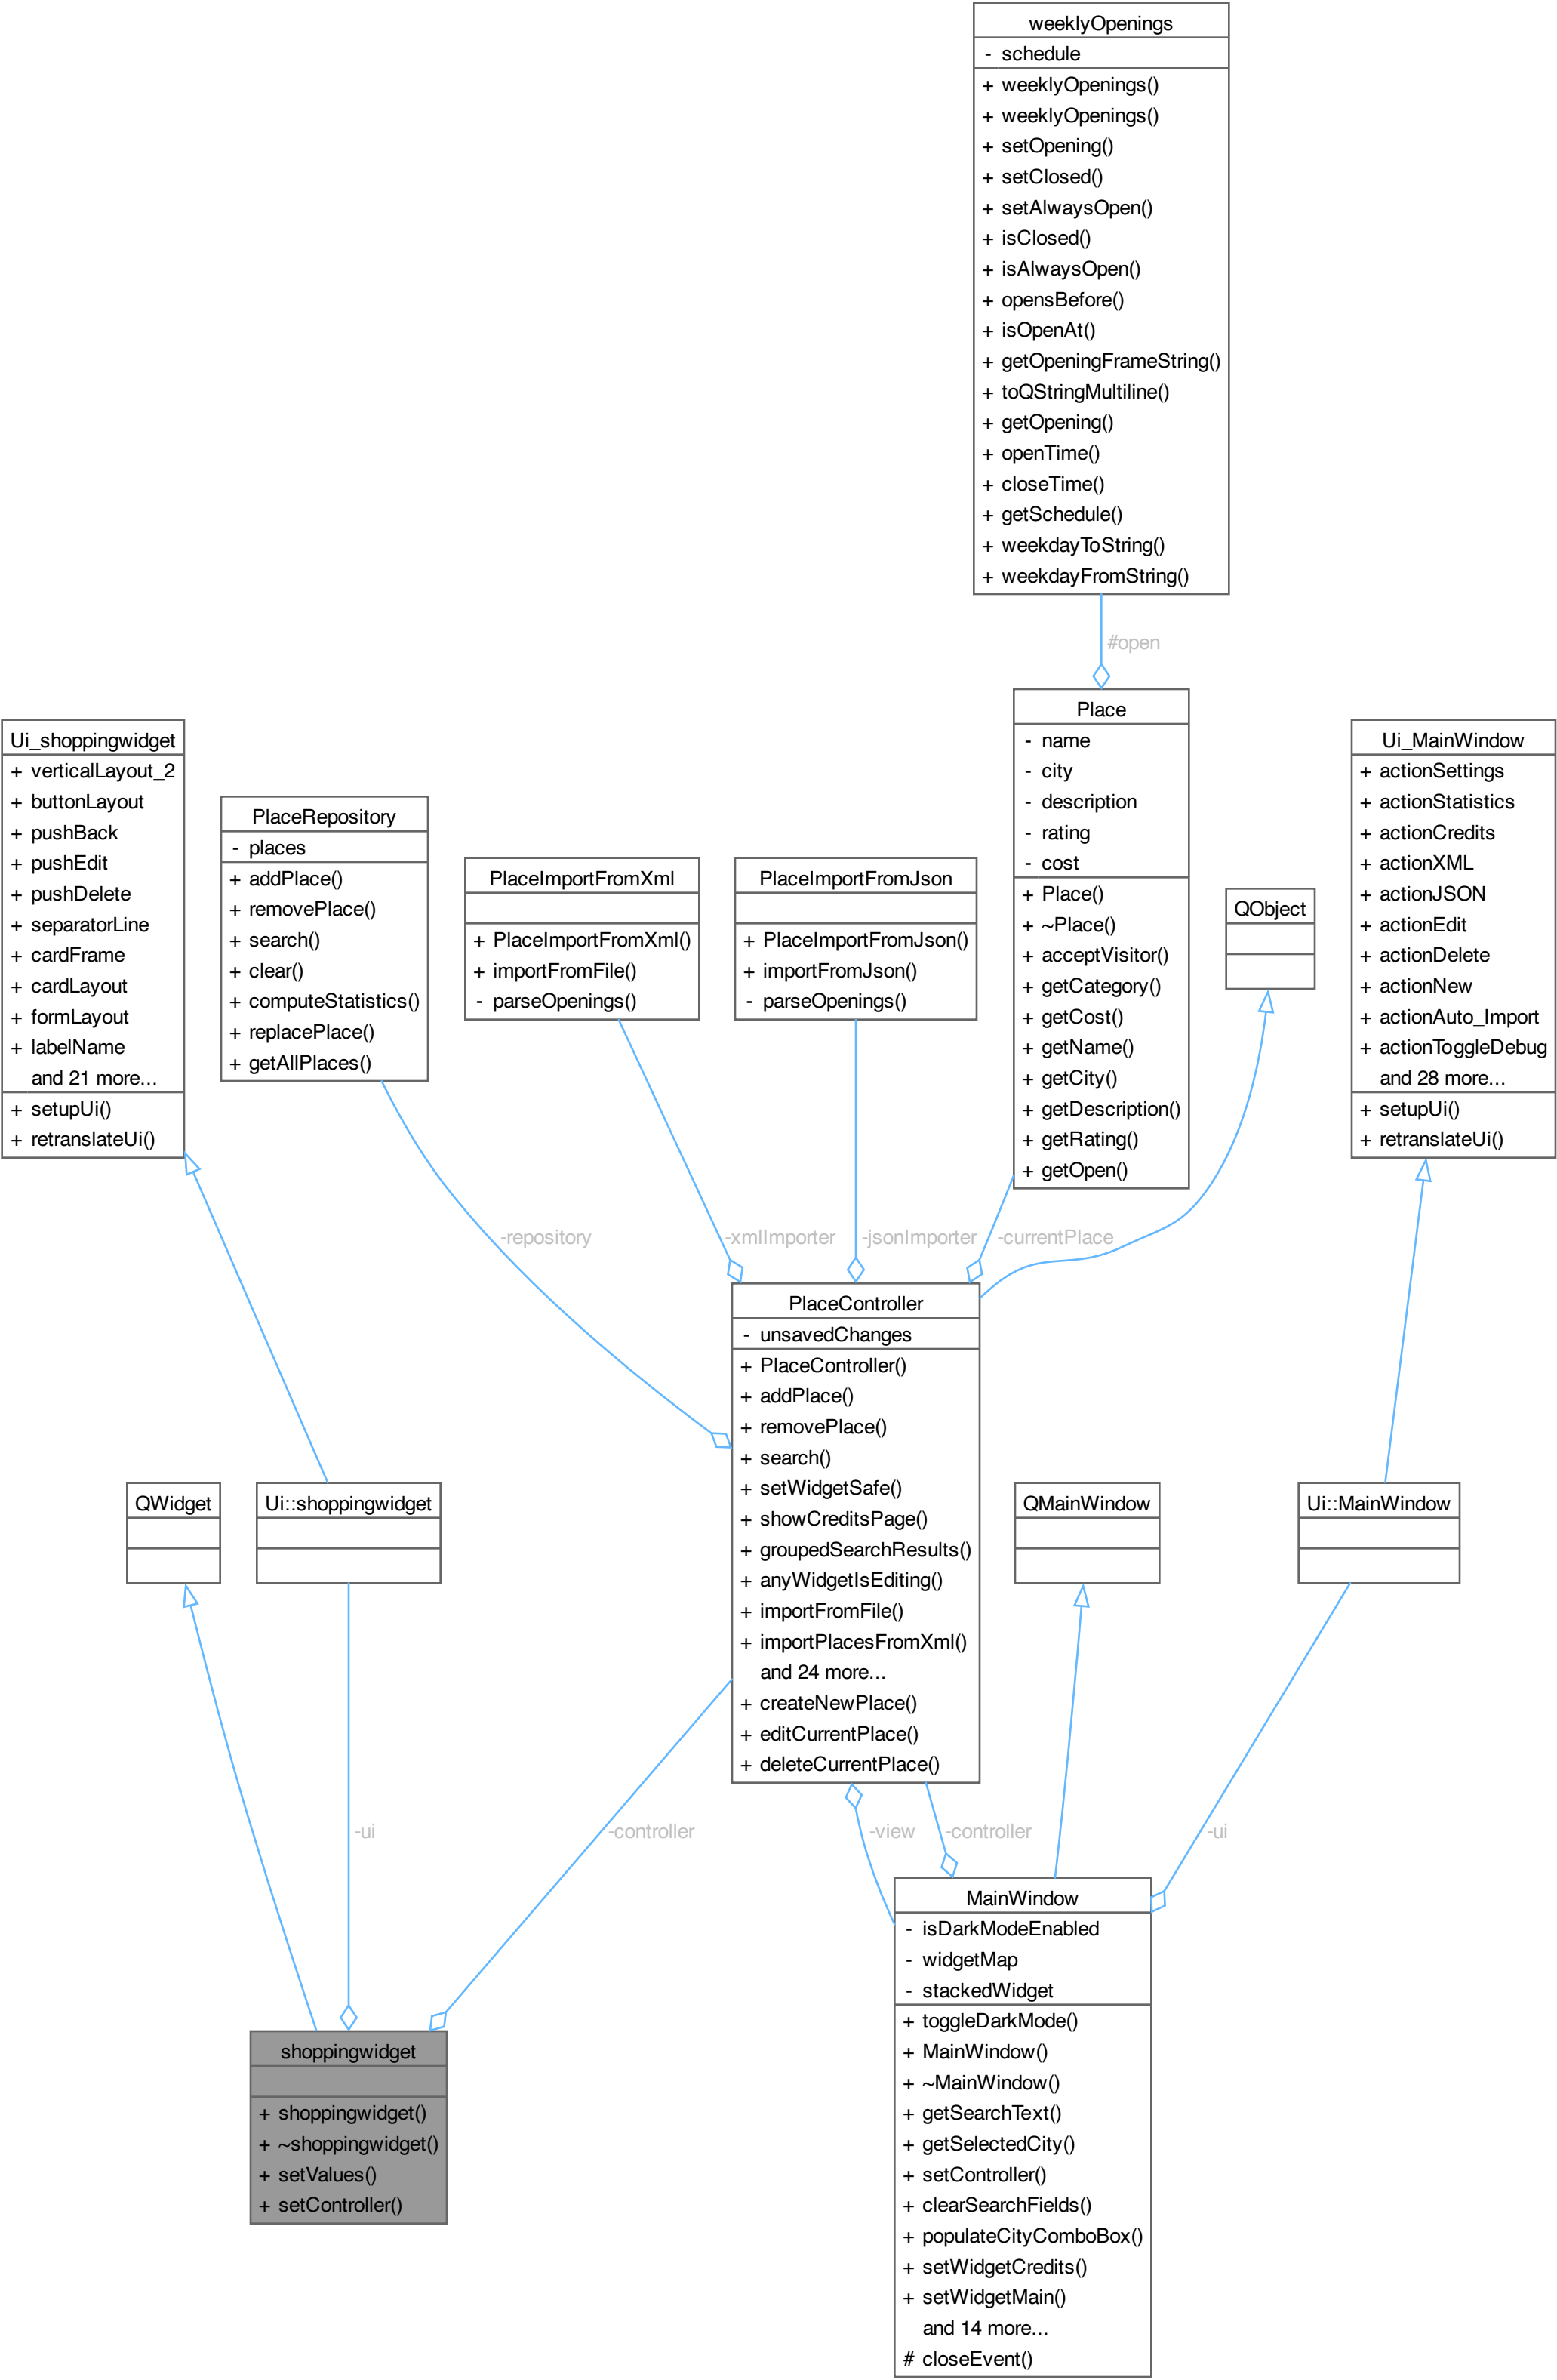 weeklyOpenings
- schedule
+ weeklyOpenings()
+ weeklyOpenings()
+ setOpening()
+ setClosed()
+ setAlwaysOpen()
+ isClosed()
+ isAlwaysOpen()
+ opensBefore()
+ isOpenAt()
+ getOpeningFrameString()
+ toQStringMultiline()
+ getOpening()
+ openTime()
+ closeTime()
+ getSchedule()
+ weekdayToString()
+ weekdayFromString()
#open
Ui_shoppingwidget
+ verticalLayout_2
+ buttonLayout
+ pushBack
+ pushEdit
+ pushDelete
+ separatorLine
+ cardFrame
+ cardLayout
+ formLayout
+ labelName
and 21 more...
+ setupUi()
+ retranslateUi()
PlaceRepository
- places
+ addPlace()
+ removePlace()
+ search()
+ clear()
+ computeStatistics()
+ replacePlace()
+ getAllPlaces()
PlaceImportFromXml
+ PlaceImportFromXml()
+ importFromFile()
- parseOpenings()
PlaceImportFromJson
+ PlaceImportFromJson()
+ importFromJson()
- parseOpenings()
Place
- name
- city
- description
- rating
- cost
+ Place()
+ ~Place()
+ acceptVisitor()
+ getCategory()
+ getCost()
+ getName()
+ getCity()
+ getDescription()
+ getRating()
+ getOpen()
QObject
Ui_MainWindow
+ actionSettings
+ actionStatistics
+ actionCredits
+ actionXML
+ actionJSON
+ actionEdit
+ actionDelete
+ actionNew
+ actionAuto_Import
+ actionToggleDebug
and 28 more...
+ setupUi()
+ retranslateUi()
-repository
-xmlImporter
-jsonImporter
-currentPlace
PlaceController
- unsavedChanges
+ PlaceController()
+ addPlace()
+ removePlace()
+ search()
+ setWidgetSafe()
+ showCreditsPage()
+ groupedSearchResults()
+ anyWidgetIsEditing()
+ importFromFile()
+ importPlacesFromXml()
and 24 more...
+ createNewPlace()
+ editCurrentPlace()
+ deleteCurrentPlace()
QWidget
Ui::shoppingwidget
QMainWindow
Ui::MainWindow
-ui
-controller
-view
-controller
-ui
shoppingwidget
+ shoppingwidget()
+ ~shoppingwidget()
+ setValues()
+ setController()
MainWindow
- isDarkModeEnabled
- widgetMap
- stackedWidget
+ toggleDarkMode()
+ MainWindow()
+ ~MainWindow()
+ getSearchText()
+ getSelectedCity()
+ setController()
+ clearSearchFields()
+ populateCityComboBox()
+ setWidgetCredits()
+ setWidgetMain()
and 14 more...
# closeEvent()